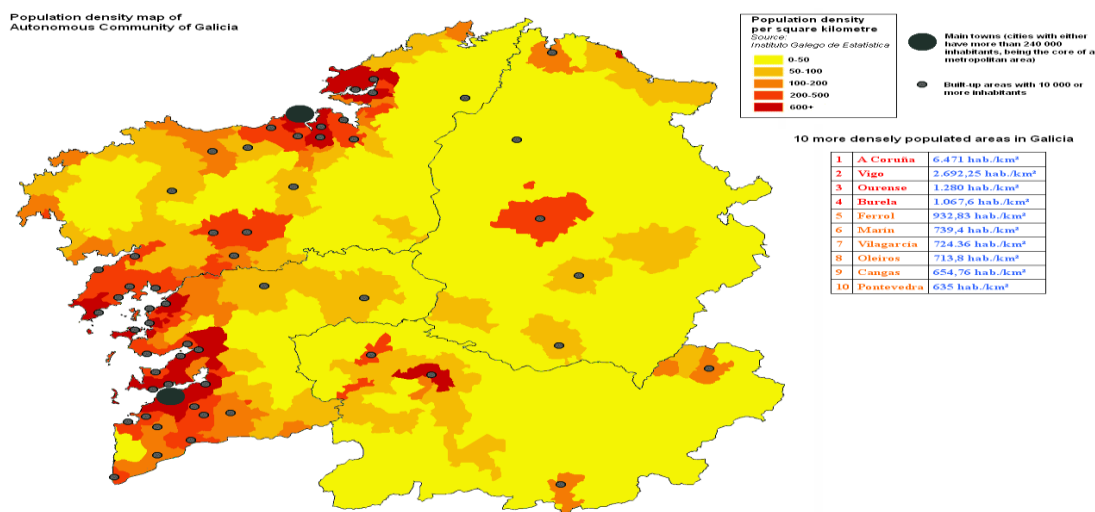 Population density map of
Autonomous Community of Galicia
Population density
per square kilometre
Source:
Instituto Galego de Estatística
0-50
50-100
100-200
200-500
600+
Main towns (cities with either
have more than 240 000
inhabitants, being the core of a
metropolitan area)
Built-up areas with 10 000 or
more inhabitants
10 more densely populated areas in Galicia
1 A Coruña 6.471 hab./km²
2 Vigo 2.692,25 hab./km²
3 Ourense 1.280 hab./km²
4 Burela 1.067,6 hab./km²
5 Ferrol 932,83 hab./km²
6 Marín 739,4 hab./km²
7 Vilagarcía 724.36 hab./km²
8 Oleiros 713,8 hab./km²
9 Cangas 654,76 hab./km²
10 Pontevedra 635 hab./km²